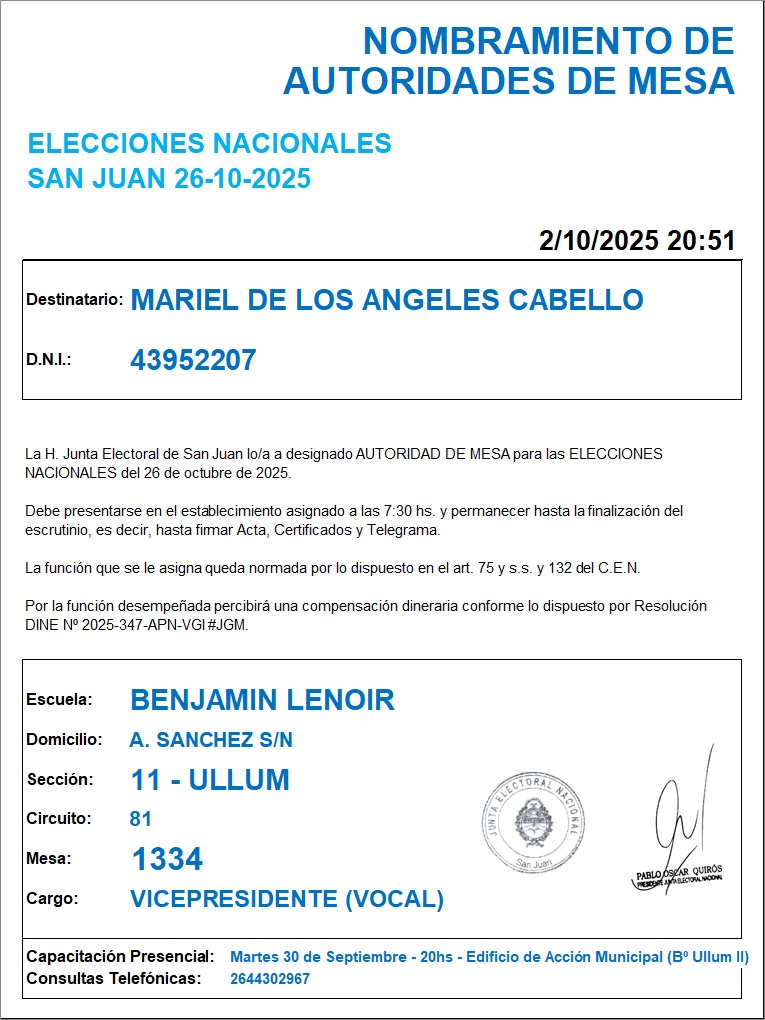 NOMBRAMIENTO DE
AUTORIDADES DE MESA
ELECCIONES NACIONALES
SAN JUAN 26-10-2025
2/10/2025 20:51
Destinatario: MARIEL DE LOS ANGELES CABELLO
D.N.I.: 43952207
La H. Junta Electoral de San Juan lo/a a designado AUTORIDAD DE MESA para las ELECCIONES
NACIONALES del 26 de octubre de 2025.
Debe presentarse en el establecimiento asignado a las 7:30 hs. y permanecer hasta la finalización del
escrutinio, es decir, hasta firmar Acta, Certificados y Telegrama.
La función que se le asigna queda normada por lo dispuesto en el art. 75 y s.s. y 132 del C.E.N.
Por la función desempeñada percibirá una compensación dineraria conforme lo dispuesto por Resolución
DINE Nº 2025-347-APN-VGI#JGM.
Escuela: BENJAMIN LENOIR
Domicilio: A. SANCHEZ S/N
Sección: 11 - ULLUM
Circuito: 81
Mesa: 1334
Cargo: VICEPRESIDENTE (VOCAL)
JUNTA ELECTORAL NACIONAL
San Juan
PABLO OSCAR QUIRÓS
PRESIDENTE JUNTA ELECTORAL NACIONAL
Capacitación Presencial: Martes 30 de Septiembre - 20hs - Edificio de Acción Municipal (Bº Ullum II)
Consultas Telefónicas: 2644302967